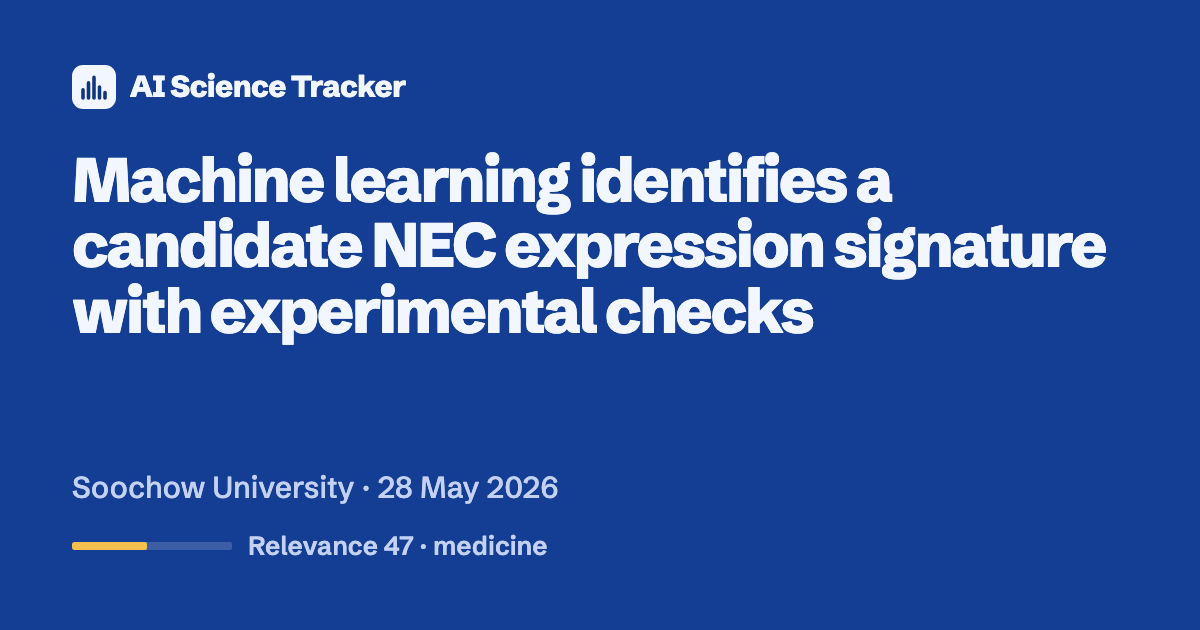 AI Science Tracker
Machine learning identifies a
candidate NEC expression signature
with experimental checks
Soochow University · 28 May 2026
Relevance 47 · medicine